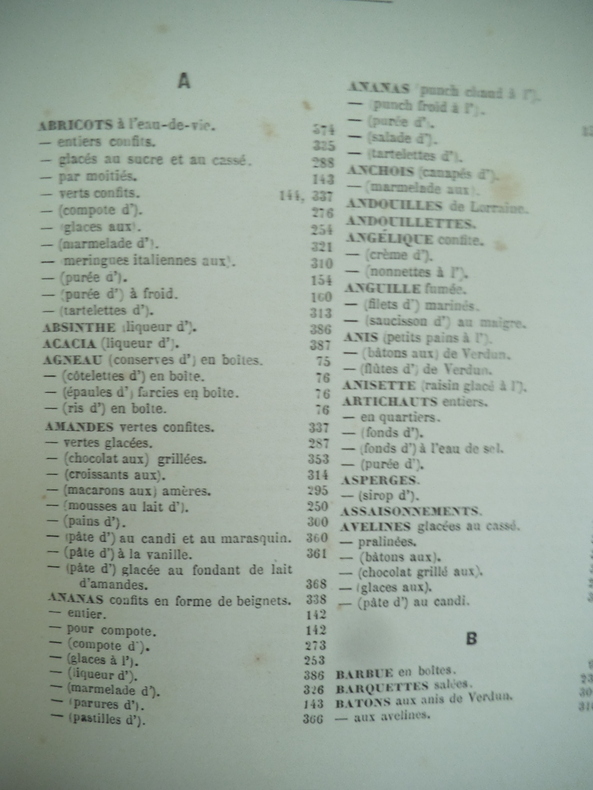 A
ABRICOTS à l'eau-de-vie. 374
— entiers confits. 335
— glacés au sucre et au cassé. 288
— par moitiés. 143
— verts confits. 144, 337
— (compote d'). 276
— (glaces aux). 254
— (marmelade d'). 321
— (meringues italiennes aux). 310
— (purée d'). 154
— (purée d') à froid. 160
— (tartelettes d'). 313
ABSINTHE (liqueur d'). 386
ACACIA (liqueur d'). 387
AGNEAU (conserves d') en boîtes. 75
— (côtelettes d') en boîte. 76
— (épaules d') farcies en boîte. 76
— (ris d') en boîte. 76
AMANDES vertes confites. 337
— vertes glacées. 287
— (chocolat aux) grillées. 353
— (croissants aux). 314
— (macarons aux) amères. 295
— (mousses au lait d'). 250
— (pains d'). 300
— (pâte d') au candi et au marasquin. 360
— (pâte d') à la vanille. 361
— (pâte d') glacée au fondant de lait
d'amandes. 368
ANANAS confits en forme de beignets. 338
— entier. 142
— pour compote. 142
— (compote d'). 273
— (glaces à l'). 253
— (liqueur d'). 386
— (marmelade d'). 326
— (parures d'). 143
— (pastilles d'). 366
ANANAS (punch chaud à l').
— (punch froid à l').
— (purée d').
— (salade d').
— (tartelettes d').
ANCHOIS (canapés d').
— (marmelade aux).
ANDOUILLES de Lorraine.
ANDOUILLETTES.
ANGÉLIQUE confite.
— (crème d').
— (nonnettes à l').
ANGUILLE fumée.
— (filets d') marinés.
— (saucisson d') au maigre.
ANIS (petits pains à l').
— (bâtons aux) de Verdun.
— (flûtes d') de Verdun.
ANISETTE (raisin glacé à l').
ARTICHAUTS entiers.
— en quartiers.
— (fonds d').
— (fonds d') à l'eau de sel.
— (purée d').
ASPERGES.
— (sirop d').
ASSAISONNEMENTS.
AVELINES glacées au cassé.
— pralinées.
— (bâtons aux).
— (chocolat grillé aux).
— (glaces aux).
— (pâte d') au candi.
B
BARBUE en boîtes.
BARQUETTES salées.
BATONS aux anis de Verdun.
— aux avelines.